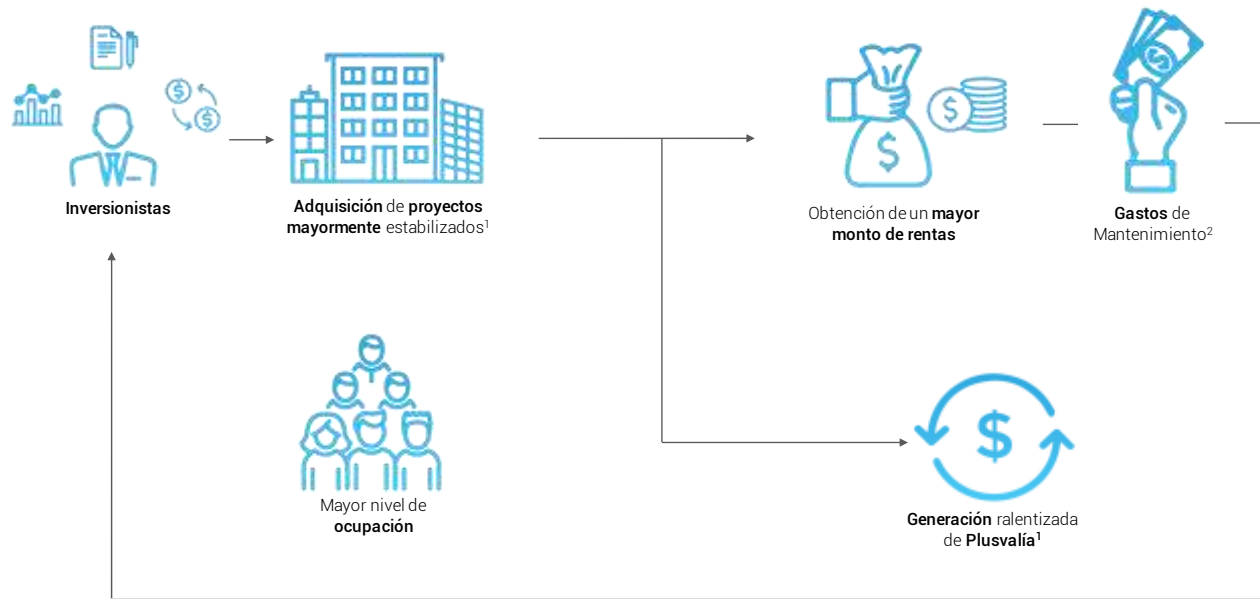 Inversionistas
Adquisición de proyectos
mayormente estabilizados¹
Obtención de un mayor
monto de rentas
Gastos de
Mantenimiento²
Mayor nivel de
ocupación
Generación ralentizada
de Plusvalía¹